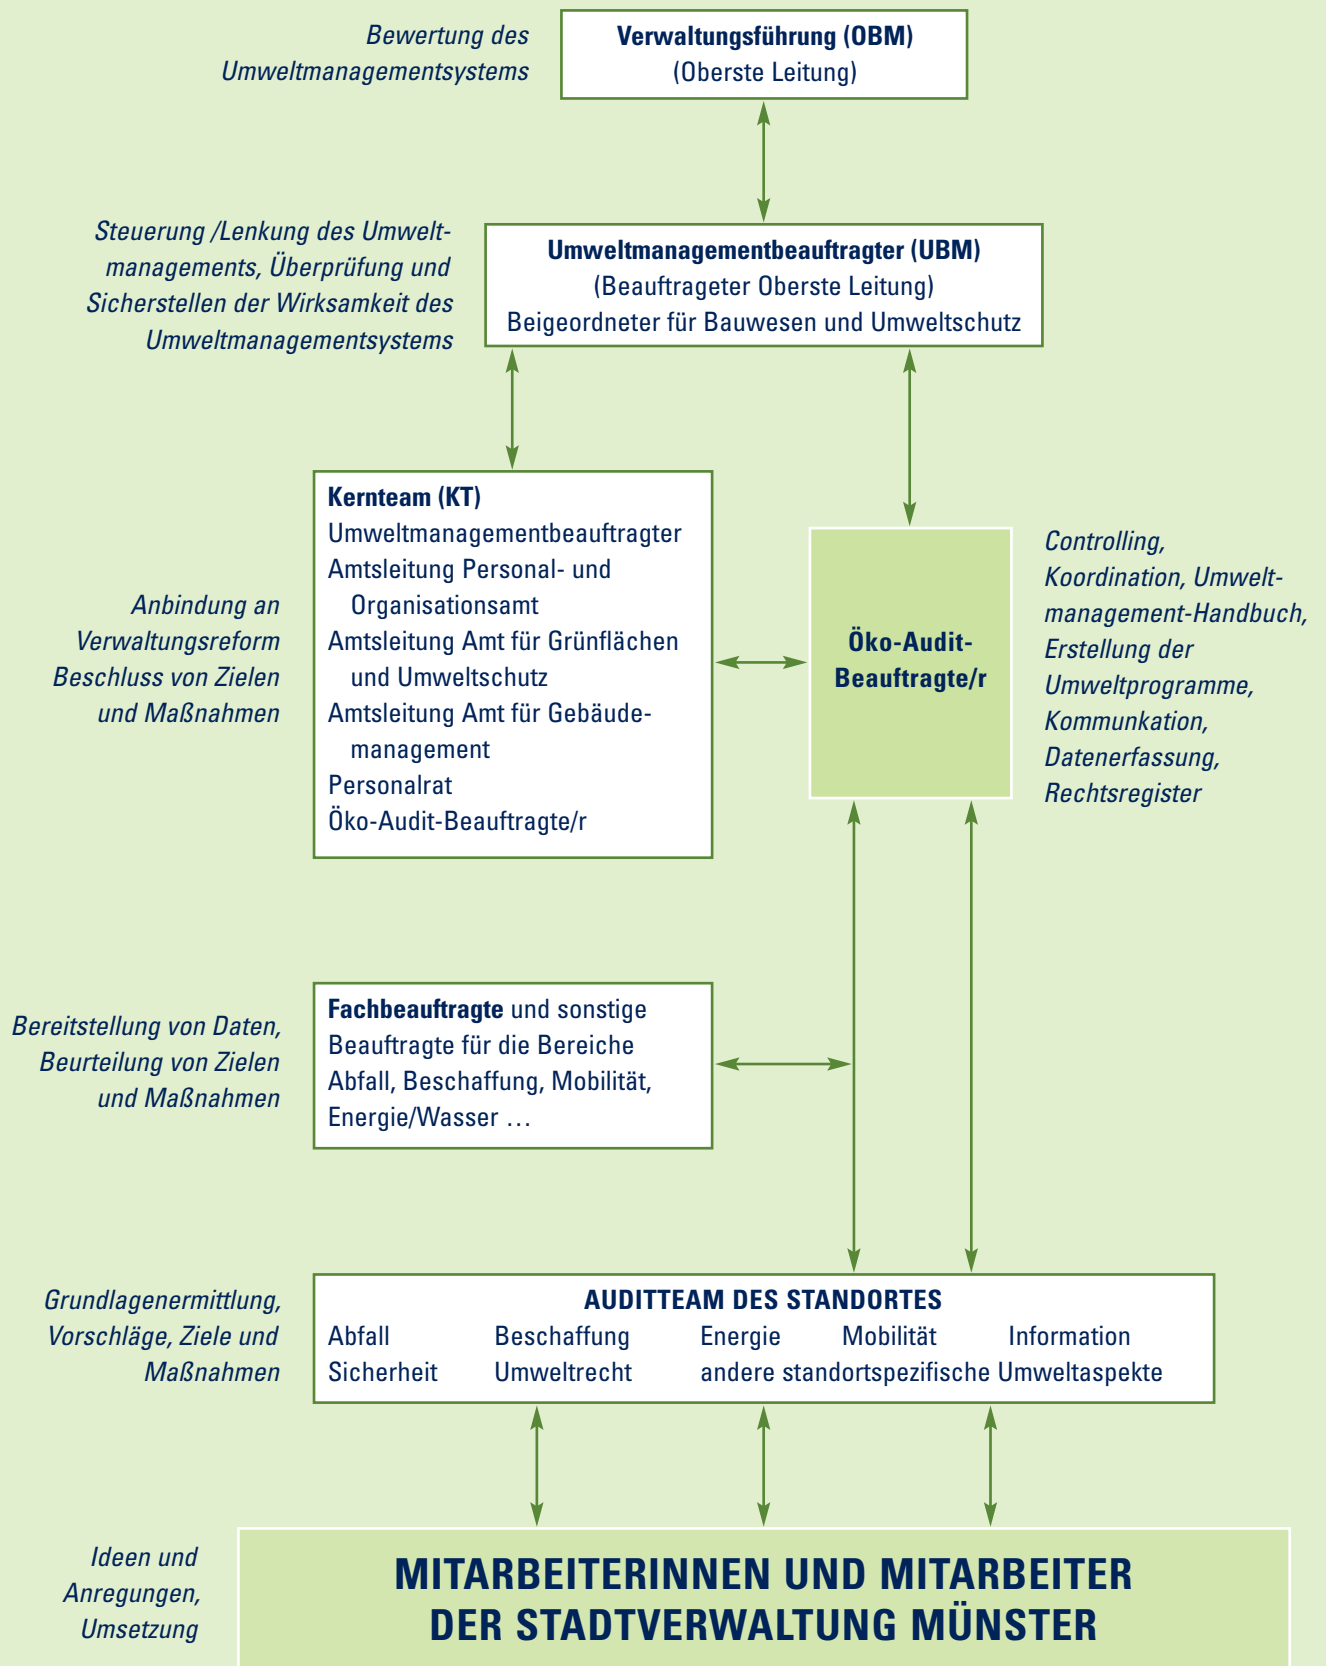 Bewertung des
Umweltmanagementsystems
Verwaltungsführung (OBM)
(Oberste Leitung)
Steuerung /Lenkung des Umwelt-
managements, Überprüfung und
Sicherstellen der Wirksamkeit des
Umweltmanagementsystems
Umweltmanagementbeauftragter (UBM)
(Beauftrageter Oberste Leitung)
Beigeordneter für Bauwesen und Umweltschutz
Anbindung an
Verwaltungsreform
Beschluss von Zielen
und Maßnahmen
Kernteam (KT)
Umweltmanagementbeauftragter
Amtsleitung Personal- und
Organisationsamt
Amtsleitung Amt für Grünflächen
und Umweltschutz
Amtsleitung Amt für Gebäude-
management
Personalrat
Öko-Audit-Beauftragte/r
Öko-Audit-
Beauftragte/r
Controlling,
Koordination, Umwelt-
management-Handbuch,
Erstellung der
Umweltprogramme,
Kommunkation,
Datenerfassung,
Rechtsregister
Bereitstellung von Daten,
Beurteilung von Zielen
und Maßnahmen
Fachbeauftragte und sonstige
Beauftragte für die Bereiche
Abfall, Beschaffung, Mobilität,
Energie/Wasser …
Grundlagenermittlung,
Vorschläge, Ziele und
Maßnahmen
AUDITTEAM DES STANDORTES
Abfall Beschaffung Energie Mobilität Information
Sicherheit Umweltrecht andere standortspezifische Umweltaspekte
Ideen und
Anregungen,
Umsetzung
MITARBEITERINNEN UND MITARBEITER
DER STADTVERWALTUNG MÜNSTER